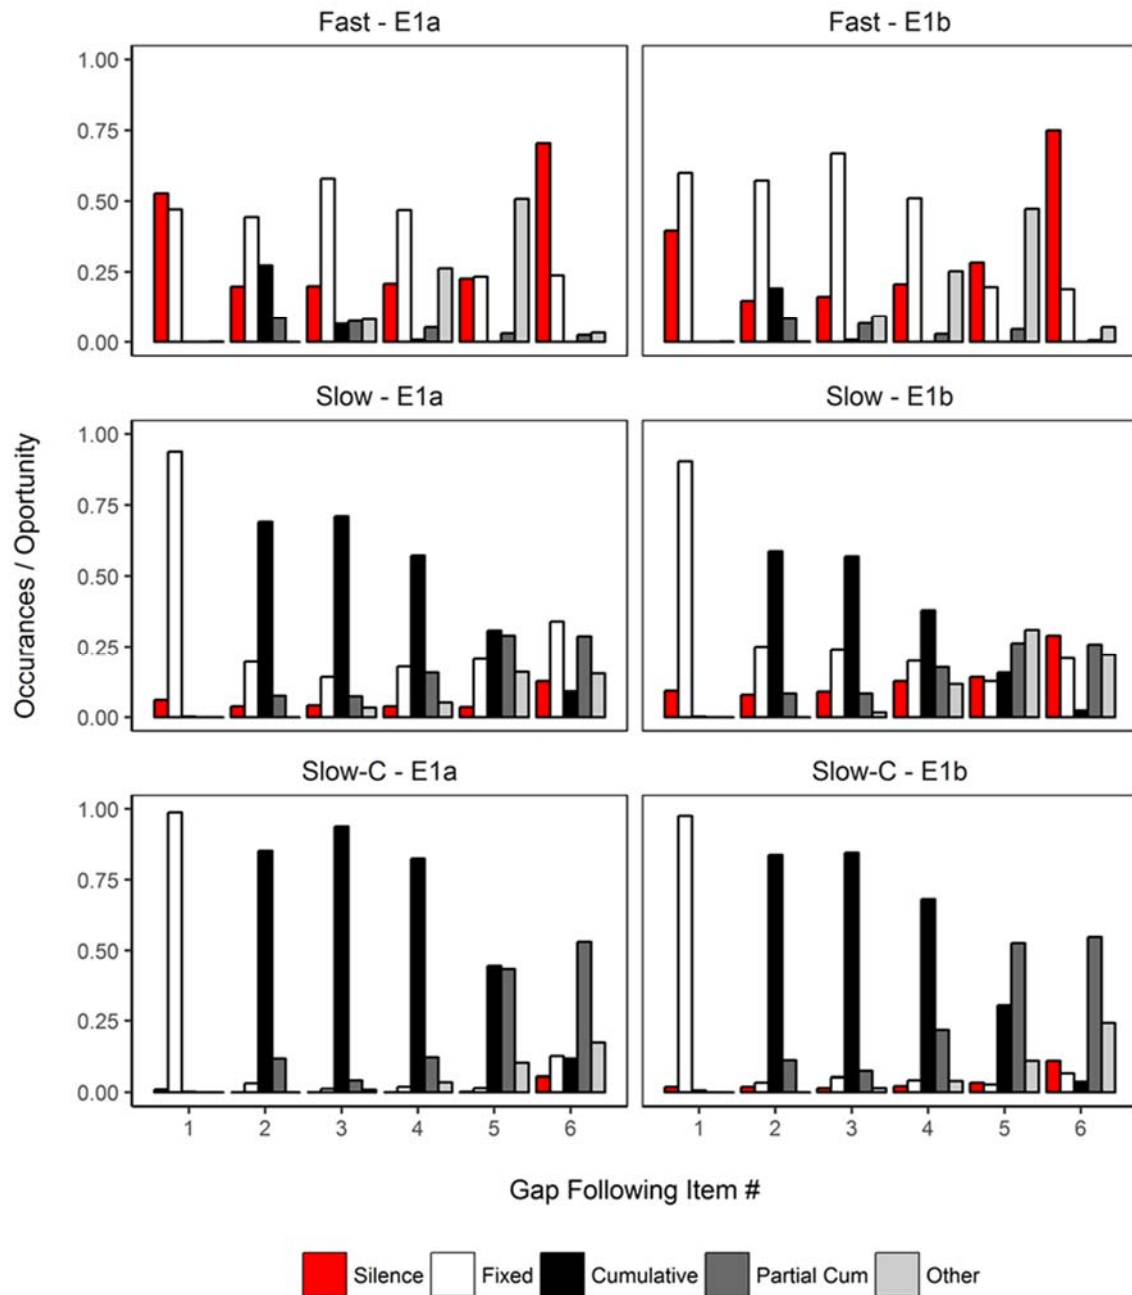 Fast - E1a
Fast - E1b
1.00
0.75
0.50
0.25
0.00
Slow - E1a
Slow - E1b
1.00
0.75
0.50
0.25
0.00
Occurances / Oportunity
Slow-C - E1a
Slow-C - E1b
1.00
0.75
0.50
0.25
0.00
1 2 3 4 5 6
1 2 3 4 5 6
Gap Following Item #
Silence Fixed Cumulative Partial Cum Other